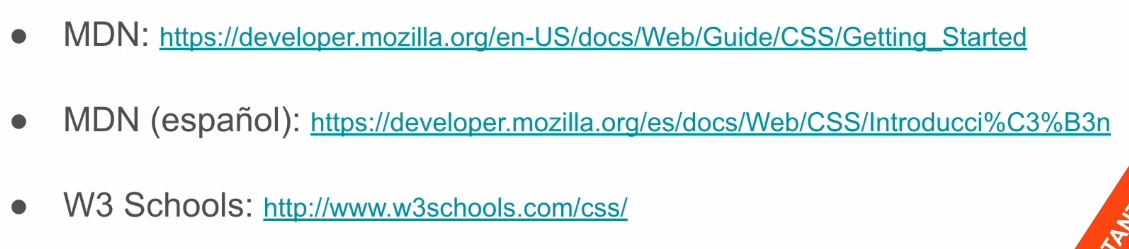 ● MDN: https://developer.mozilla.org/en-US/docs/Web/Guide/CSS/Getting_Started
● MDN (español): https://developer.mozilla.org/es/docs/Web/CSS/Introducci%C3%B3n
● W3 Schools: http://www.w3schools.com/css/